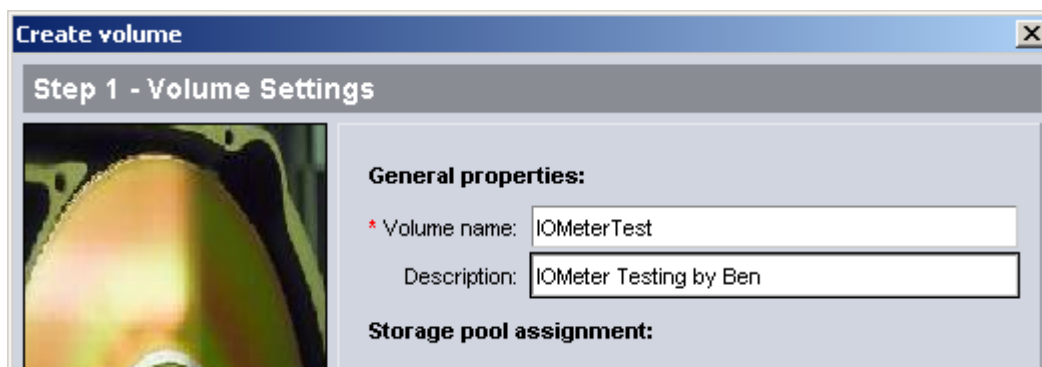 Create volume
Step 1 - Volume Settings
General properties:
* Volume name: IOMeterTest
Description: IOMeter Testing by Ben
Storage pool assignment: